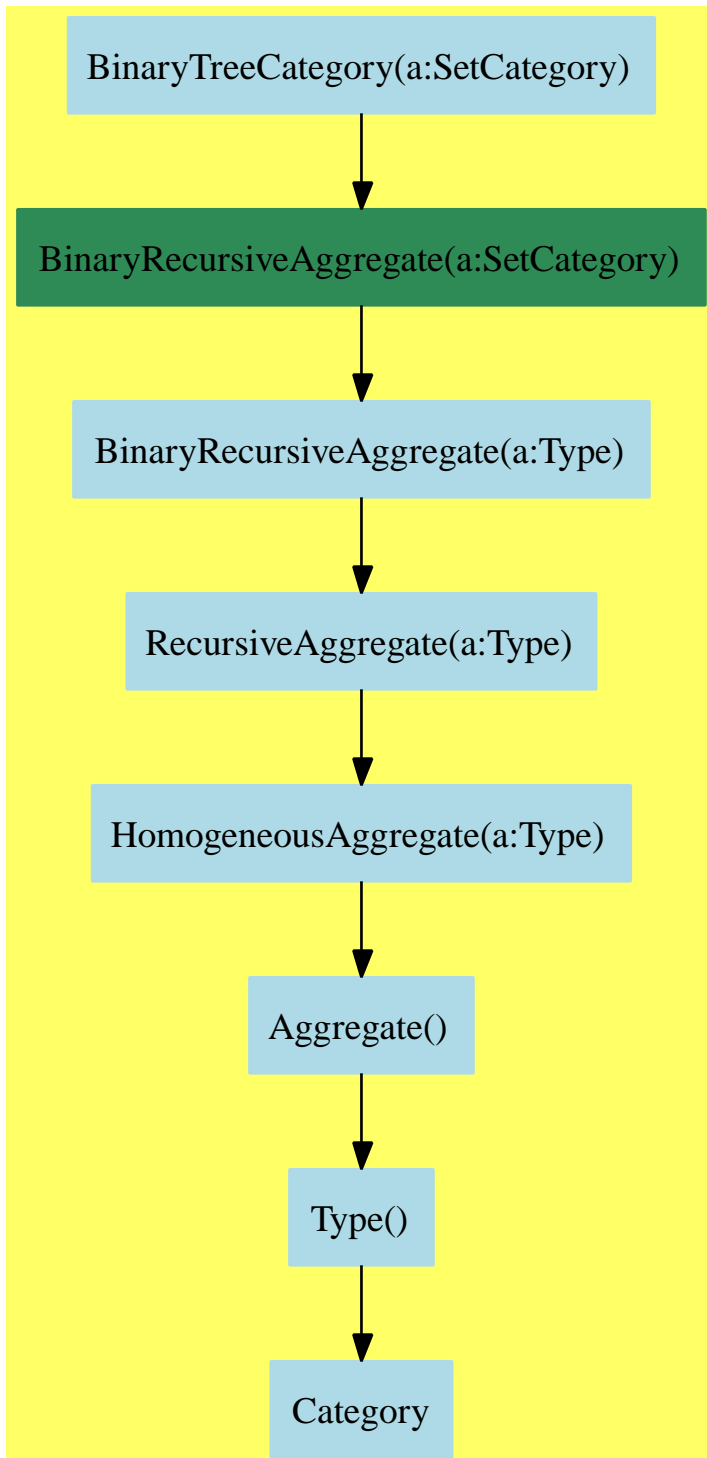 BinaryTreeCategory(a:SetCategory)
BinaryRecursiveAggregate(a:SetCategory)
BinaryRecursiveAggregate(a:Type)
RecursiveAggregate(a:Type)
HomogeneousAggregate(a:Type)
Aggregate()
Type()
Category